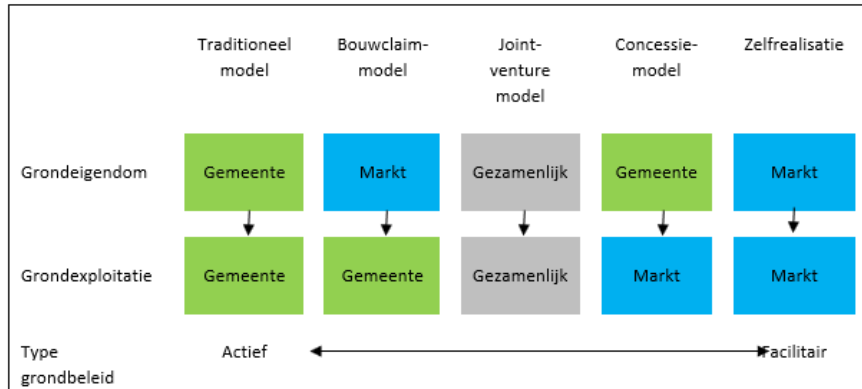 Traditioneel Bouwclaim- Joint- Concessie- Zelfrealisatie
model model venture model
model
Grondeigendom Gemeente Markt Gezamenlijk Gemeente Markt
Grondexploitatie Gemeente Gemeente Gezamenlijk Markt Markt
Type Actief Facilitair
grondbeleid